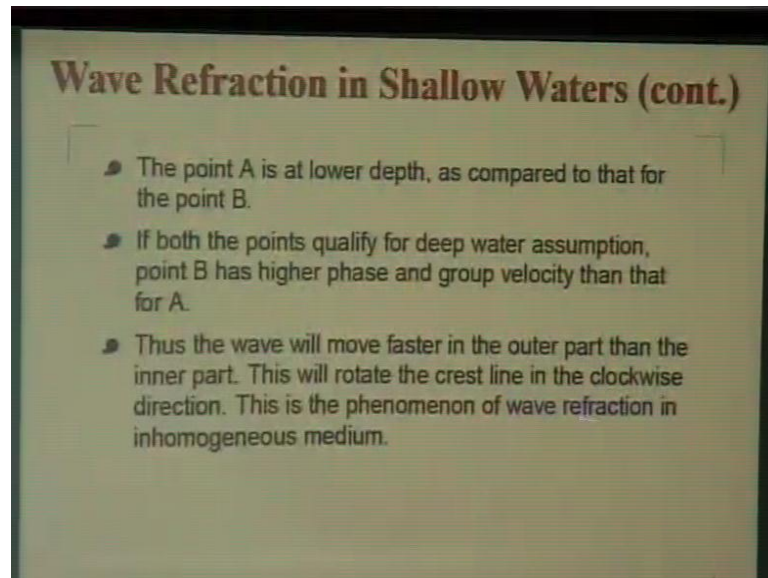 Wave Refraction in Shallow Waters (cont.)
The point A is at lower depth, as compared to that for
the point B.
If both the points qualify for deep water assumption,
point B has higher phase and group velocity than that
for A.
Thus the wave will move faster in the outer part than the
inner part. This will rotate the crest line in the clockwise
direction. This is the phenomenon of wave refraction in
inhomogeneous medium.